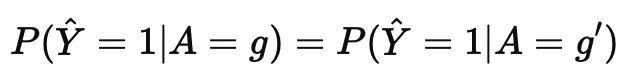 P(Ŷ = 1|A = g) = P(Ŷ = 1|A = g′)